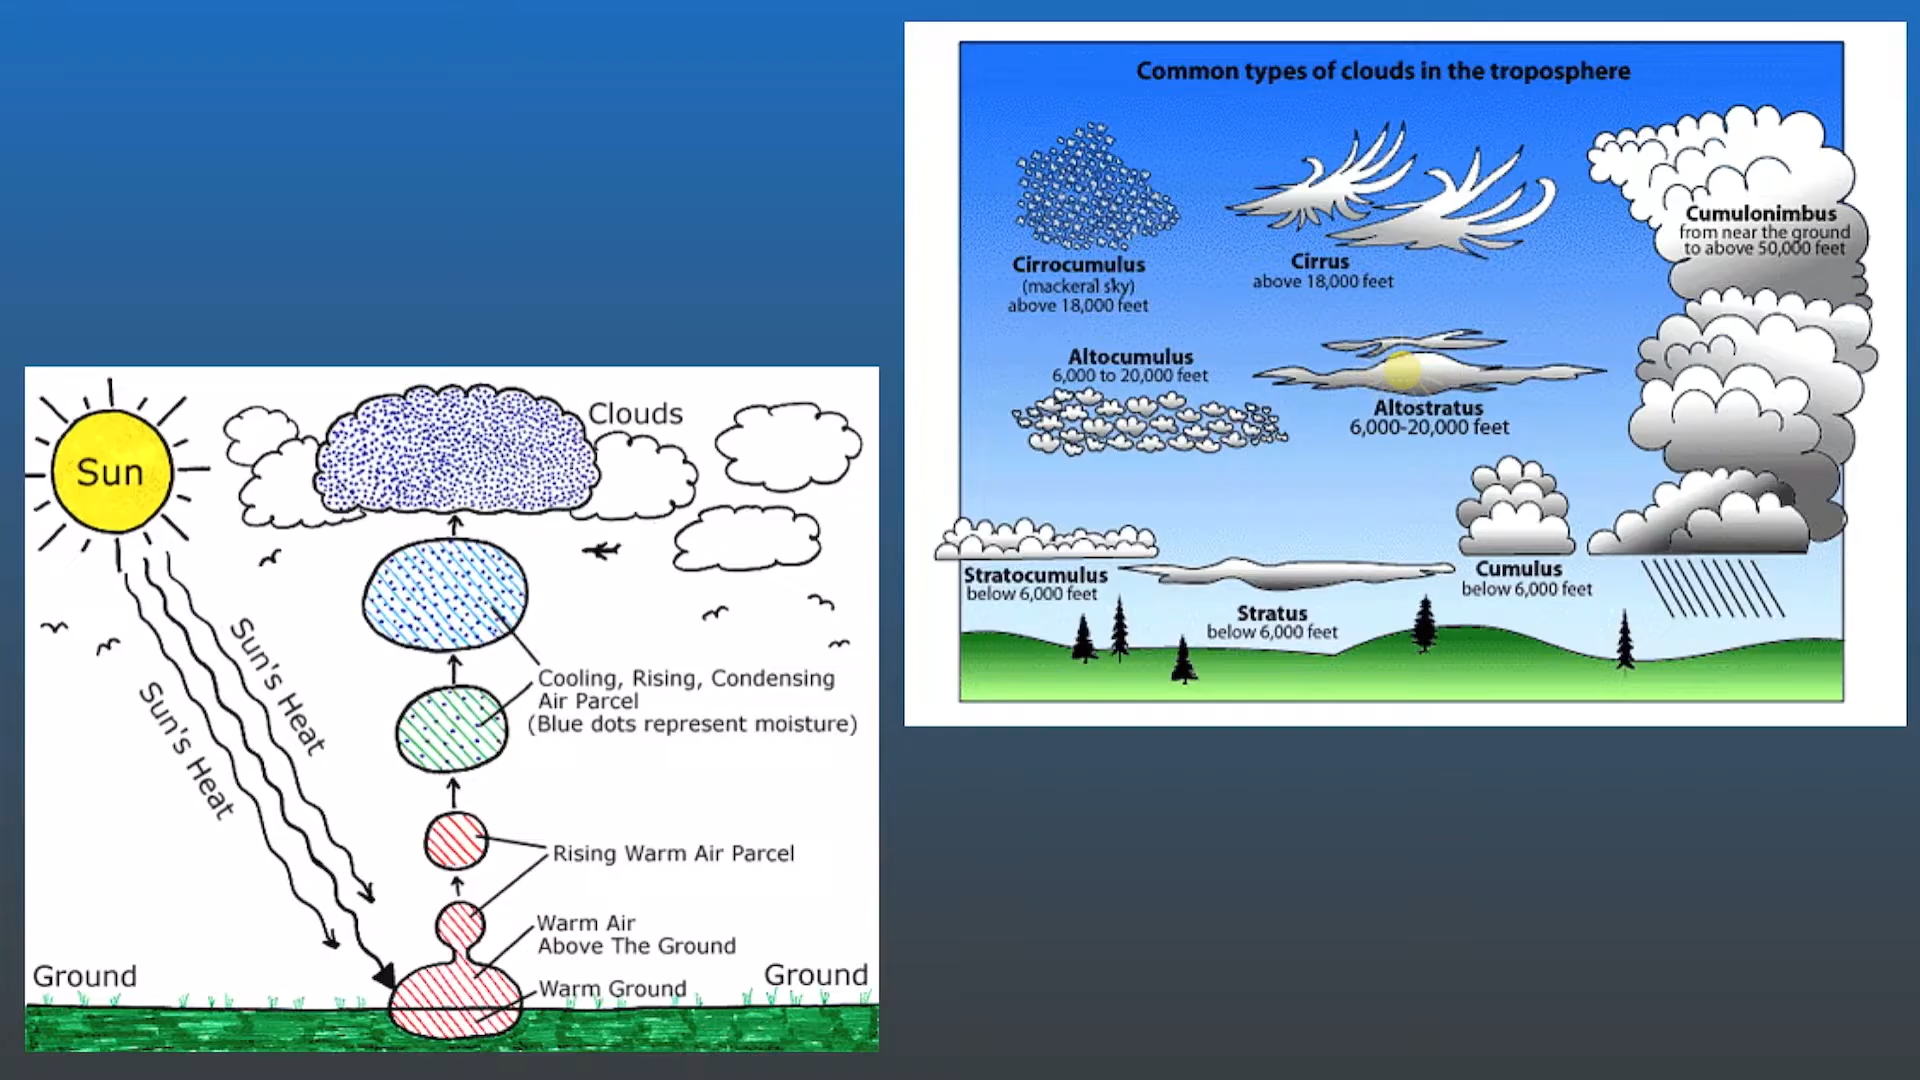 Common types of clouds in the troposphere
Cirrocumulus
(mackeral sky)
above 18,000 feet
Cirrus
above 18,000 feet
Cumulonimbus
from near the ground
to above 50,000 feet
Altocumulus
6,000 to 20,000 feet
Altostratus
6,000-20,000 feet
Stratocumulus
below 6,000 feet
Stratus
below 6,000 feet
Cumulus
below 6,000 feet
Sun
Clouds
Sun's Heat
Sun's Heat
Cooling, Rising, Condensing
Air Parcel
(Blue dots represent moisture)
Rising Warm Air Parcel
Warm Air
Above The Ground
Warm Ground
Ground
Ground